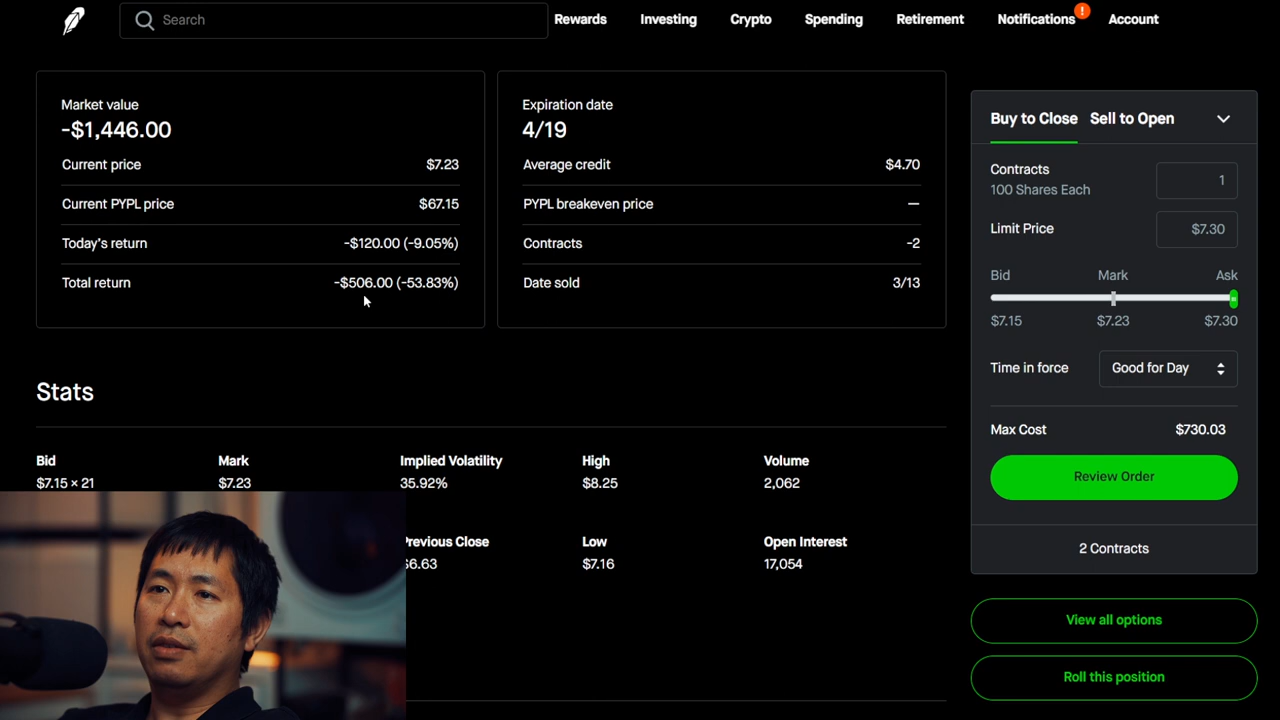 Search
Rewards Investing Crypto Spending Retirement Notifications ! Account
Market value
-$1,446.00
Current price $7.23
Current PYPL price $67.15
Today's return -$120.00 (-9.05%)
Total return -$506.00 (-53.83%)
Expiration date
4/19
Average credit $4.70
PYPL breakeven price —
Contracts -2
Date sold 3/13
Buy to Close Sell to Open
Contracts 1
100 Shares Each
Limit Price $7.30
Bid Mark Ask
$7.15 $7.23 $7.30
Time in force Good for Day
Max Cost $730.03
Review Order
2 Contracts
View all options
Roll this position
Stats
Bid Mark Implied Volatility High Volume
$7.15 × 21 $7.23 35.92% $8.25 2,062
Previous Close Low Open Interest
$6.63 $7.16 17,054